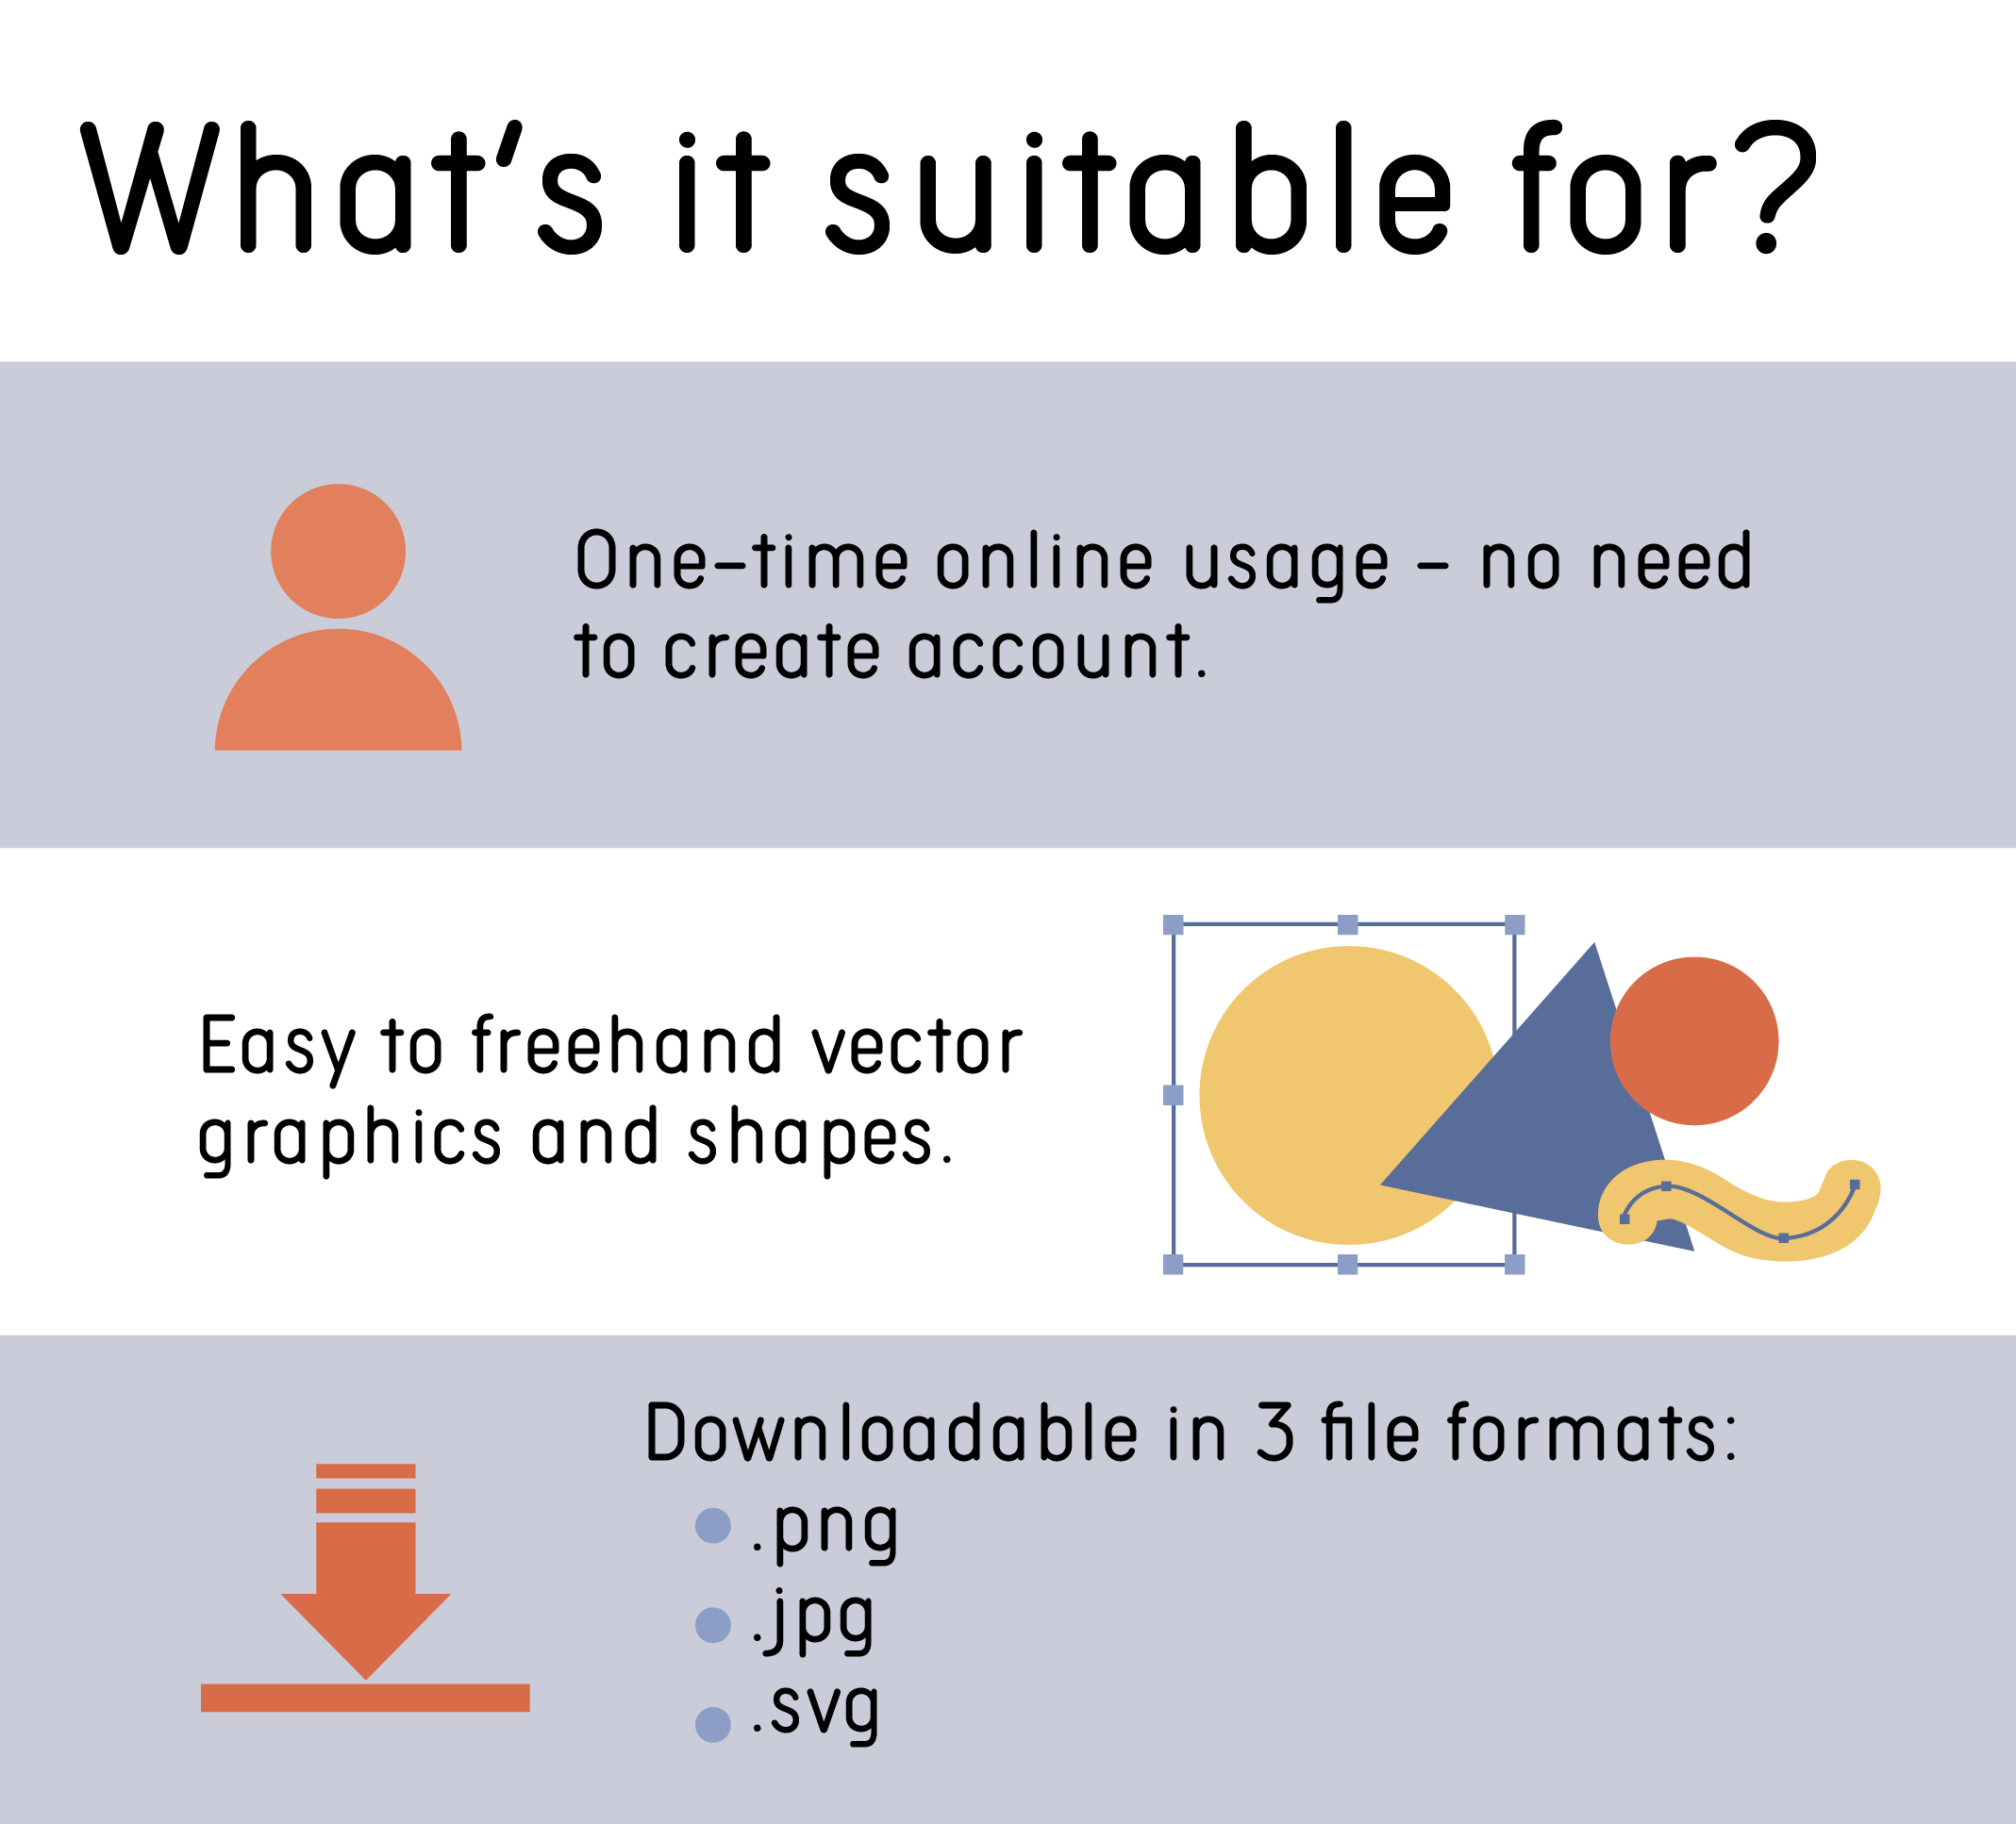 What's it suitable for?
One-time online usage - no need
to create account.
Easy to freehand vector
graphics and shapes.
Downloadable in 3 file formats:
.png
.jpg
.svg